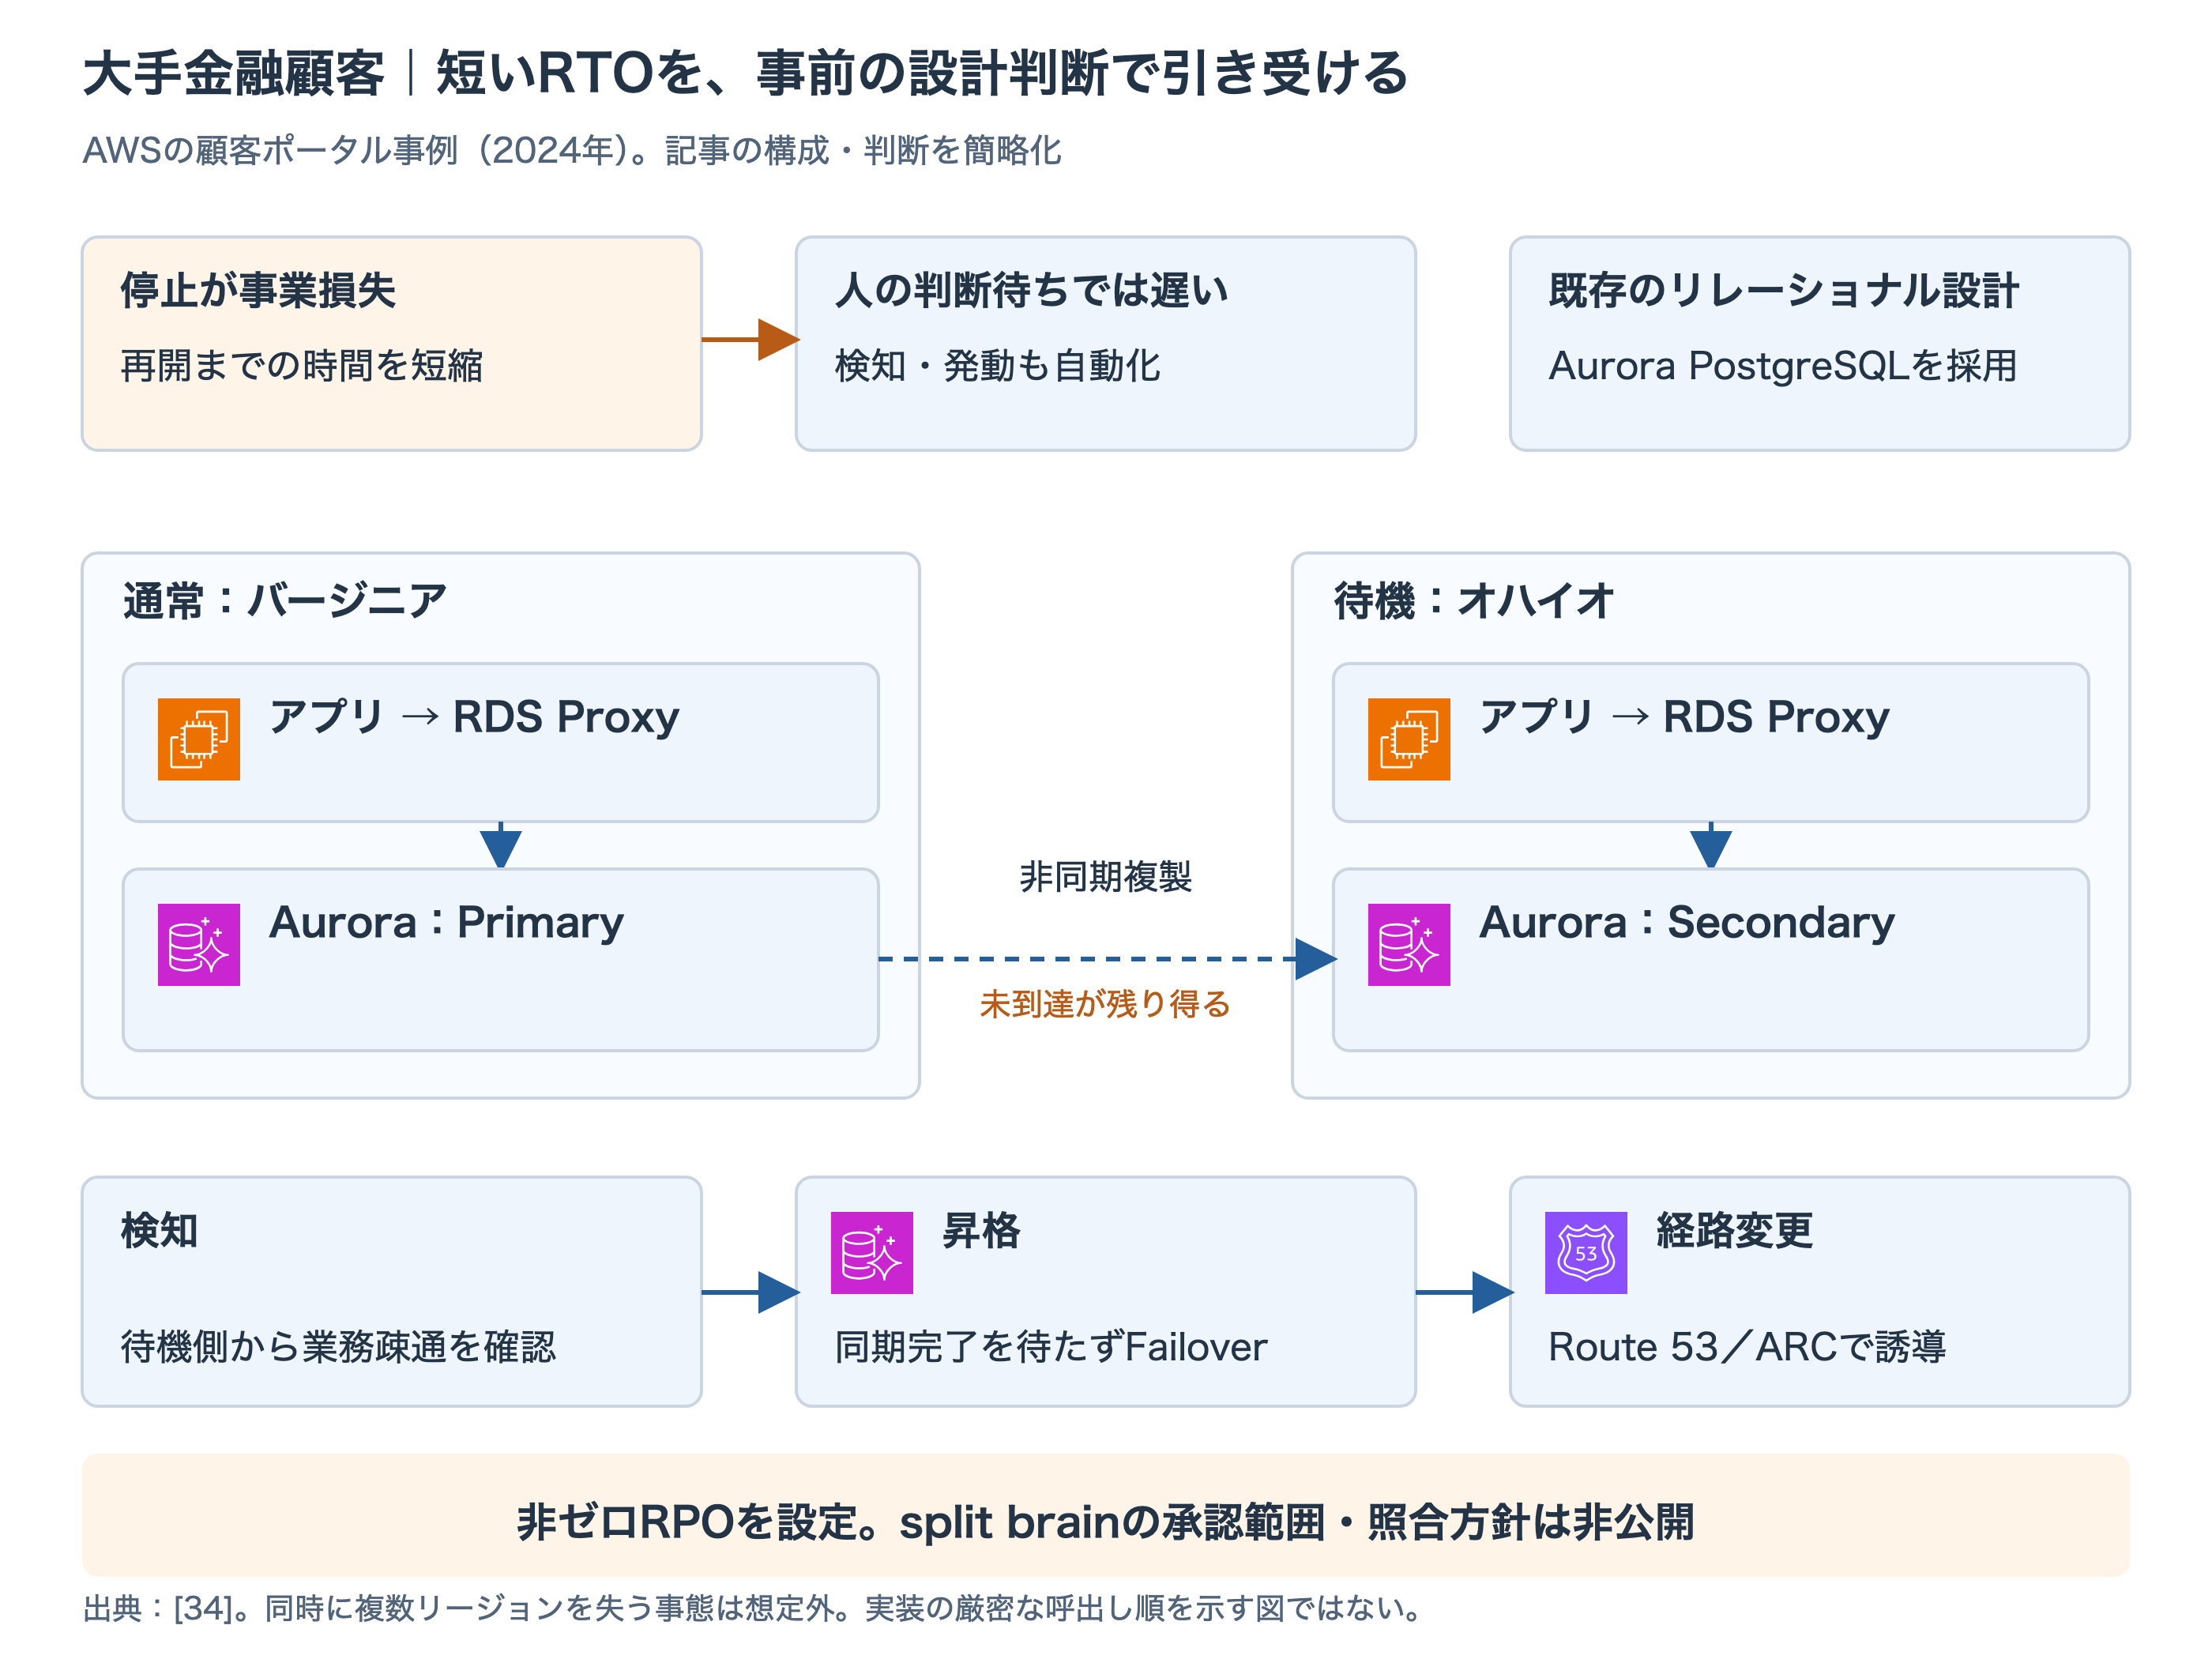 大手金融顧客｜短いRTOを、事前の設計判断で引き受ける
AWSの顧客ポータル事例（2024年）。記事の構成・判断を簡略化
停止が事業損失
再開までの時間を短縮
人の判断待ちでは遅い
検知・発動も自動化
既存のリレーショナル設計
Aurora PostgreSQLを採用
通常：バージニア
アプリ → RDS Proxy
Aurora：Primary
非同期複製
未到達が残り得る
待機：オハイオ
アプリ → RDS Proxy
Aurora：Secondary
検知
待機側から業務疎通を確認
昇格
同期完了を待たずFailover
53
経路変更
Route 53／ARCで誘導
非ゼロRPOを設定。split brainの承認範囲・照合方針は非公開
出典：[34]。同時に複数リージョンを失う事態は想定外。実装の厳密な呼出し順を示す図ではない。